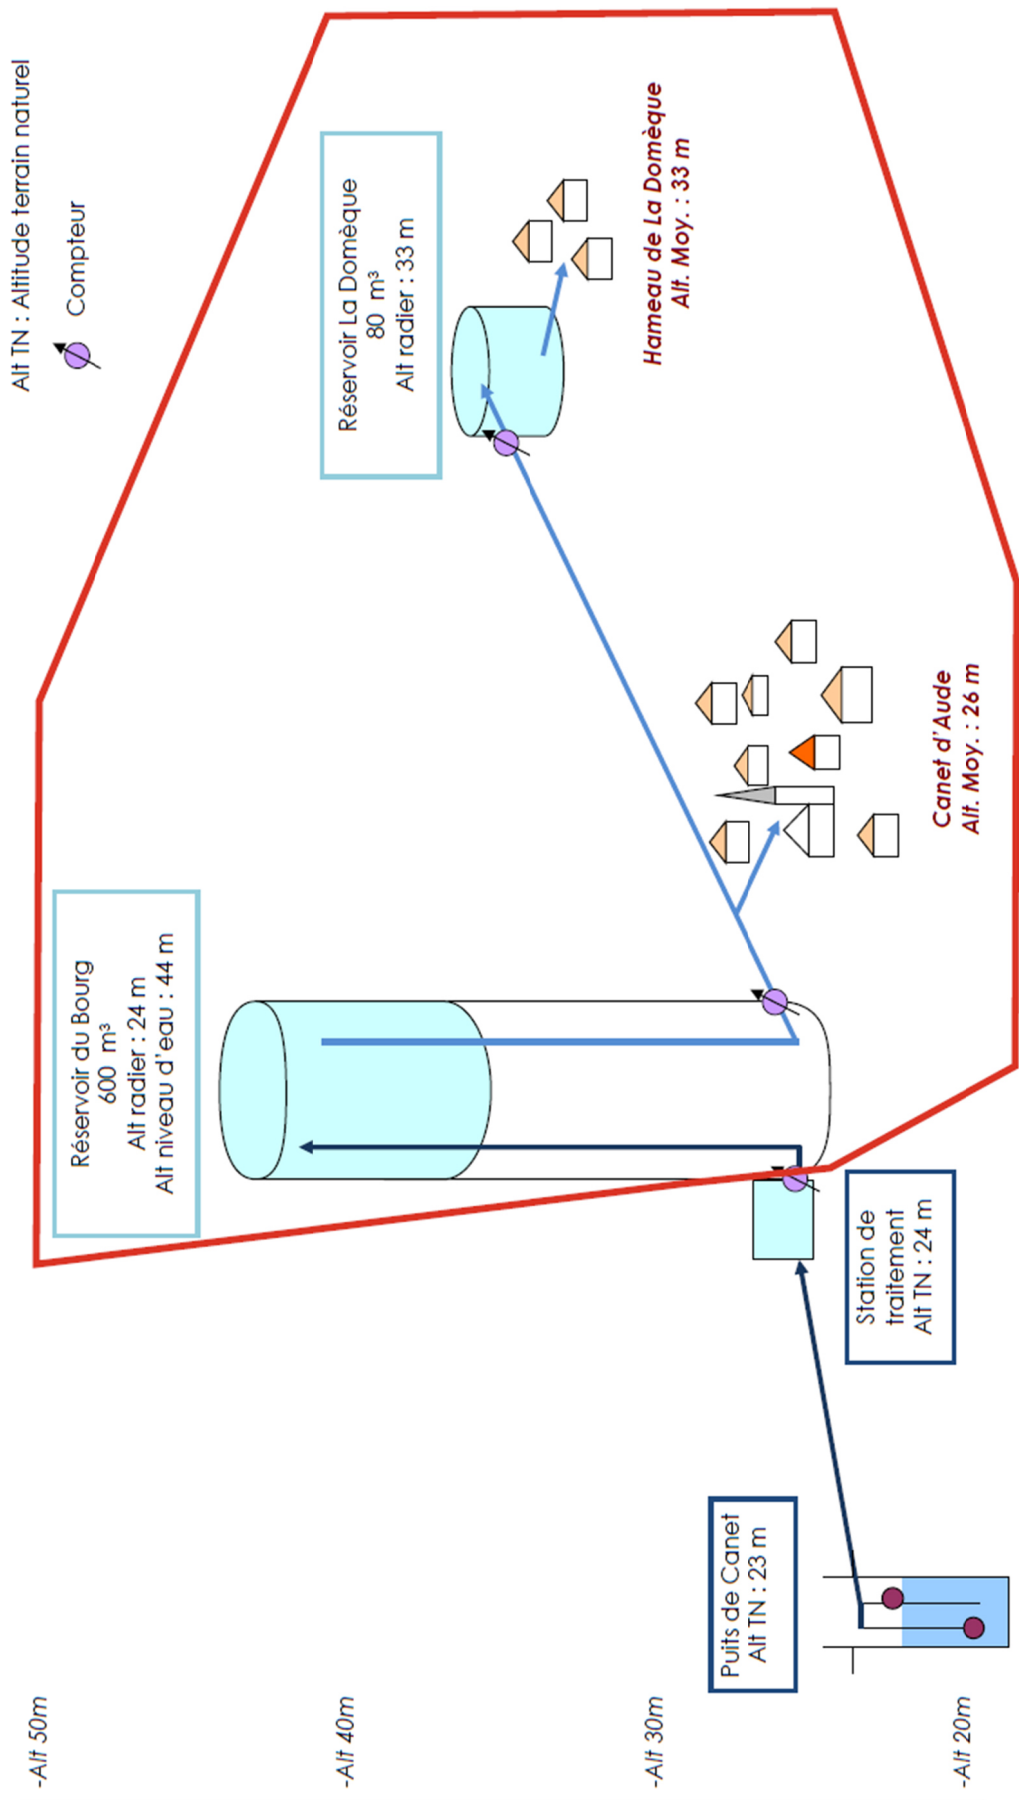 Alt TN : Altitude terrain naturel
Compteur
-Alt 50m
-Alt 40m
-Alt 30m
-Alt 20m
Puits de Canet
Alt TN : 23 m
Station de
traitement
Alt TN : 24 m
Réservoir du Bourg
600 m³
Alt radier : 24 m
Alt niveau d'eau : 44 m
Canet d'Aude
Alt. Moy. : 26 m
Réservoir La Domèque
80 m³
Alt radier : 33 m
Hameau de La Domèque
Alt. Moy. : 33 m